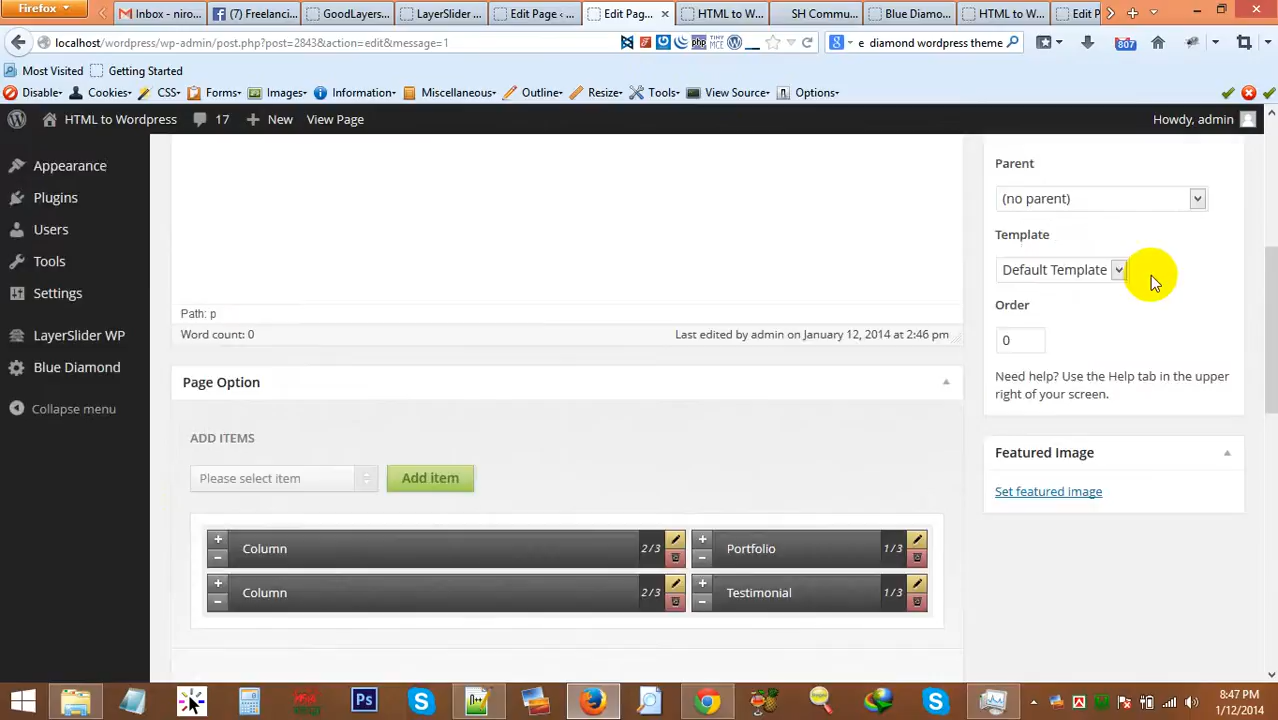 Firefox
Inbox - niro...
(7) Freelanci...
GoodLayers...
LayerSlider ...
Edit Page ‹ ...
Edit Pag...
HTML to W...
SH Commu...
Blue Diamo...
HTML to W...
Edit P
localhost/wordpress/wp-admin/post.php?post=2843&action=edit&message=1
e diamond wordpress theme
807
Most Visited
Getting Started
Disable
Cookies
CSS
Forms
Images
Information
Miscellaneous
Outline
Resize
Tools
View Source
Options
HTML to Wordpress
17
New
View Page
Howdy, admin
Appearance
Plugins
Users
Tools
Settings
LayerSlider WP
Blue Diamond
Collapse menu
Path: p
Word count: 0
Last edited by admin on January 12, 2014 at 2:46 pm
Page Option
ADD ITEMS
Please select item
Add item
Column
2/3
Portfolio
1/3
Column
2/3
Testimonial
1/3
Parent
(no parent)
Template
Default Template
Order
0
Need help? Use the Help tab in the upper
right of your screen.
Featured Image
Set featured image
Ps
8:47 PM
1/12/2014